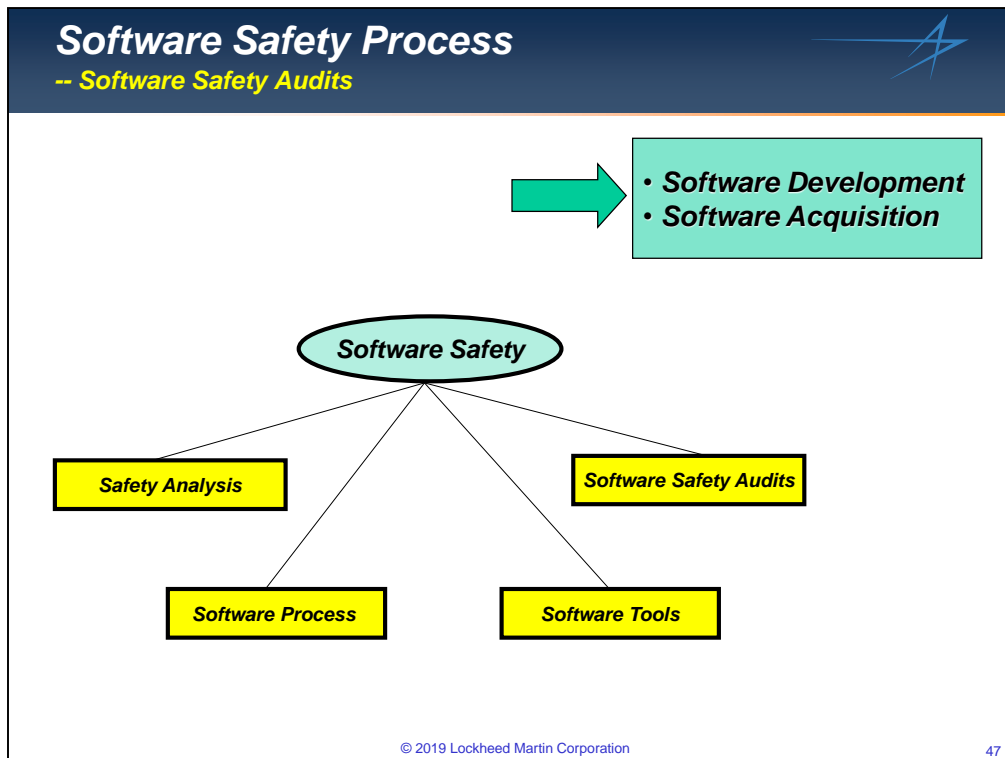 Software Safety Process
-- Software Safety Audits
• Software Development
• Software Acquisition
Software Safety
Safety Analysis
Software Safety Audits
Software Process
Software Tools
© 2019 Lockheed Martin Corporation
47